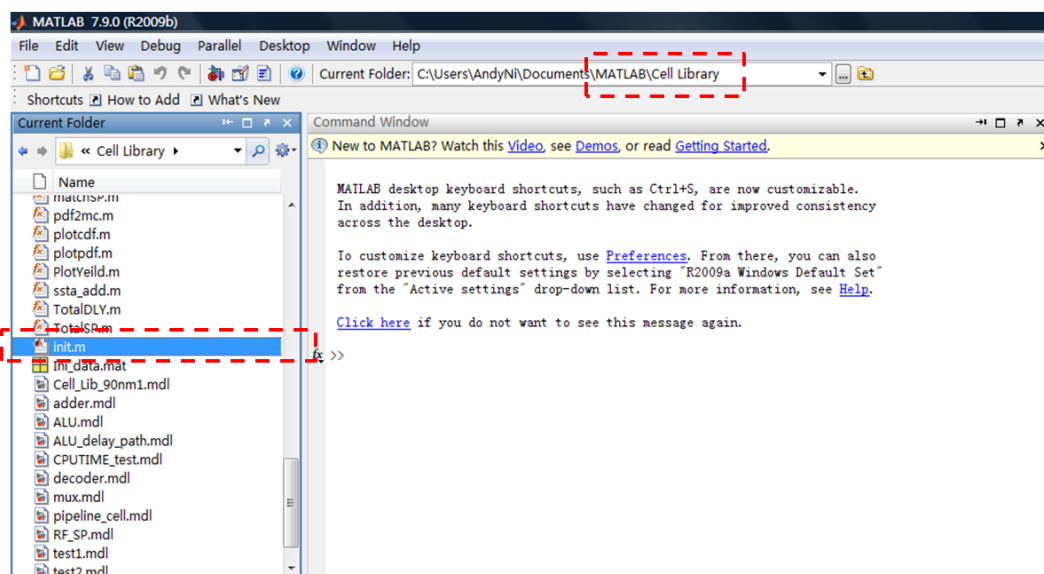 MATLAB 7.9.0 (R2009b)
File Edit View Debug Parallel Desktop Window Help
Current Folder: C:\Users\AndyNi\Documents\MATLAB\Cell Library
Shortcuts How to Add What's New
Current Folder
« Cell Library
Name
matchSP.m
pdf2mc.m
plotcdf.m
plotpdf.m
PlotYeild.m
ssta_add.m
TotalDLY.m
TotalSP.m
init.m
Ini_data.mat
Cell_Lib_90nm1.mdl
adder.mdl
ALU.mdl
ALU_delay_path.mdl
CPUTIME_test.mdl
decoder.mdl
mux.mdl
pipeline_cell.mdl
RF_SP.mdl
test1.mdl
test2.mdl
Command Window
New to MATLAB? Watch this Video, see Demos, or read Getting Started.
MATLAB desktop keyboard shortcuts, such as Ctrl+S, are now customizable.
In addition, many keyboard shortcuts have changed for improved consistency
across the desktop.
To customize keyboard shortcuts, use Preferences. From there, you can also
restore previous default settings by selecting "R2009a Windows Default Set"
from the "Active settings" drop-down list. For more information, see Help.
Click here if you do not want to see this message again.
fx >>